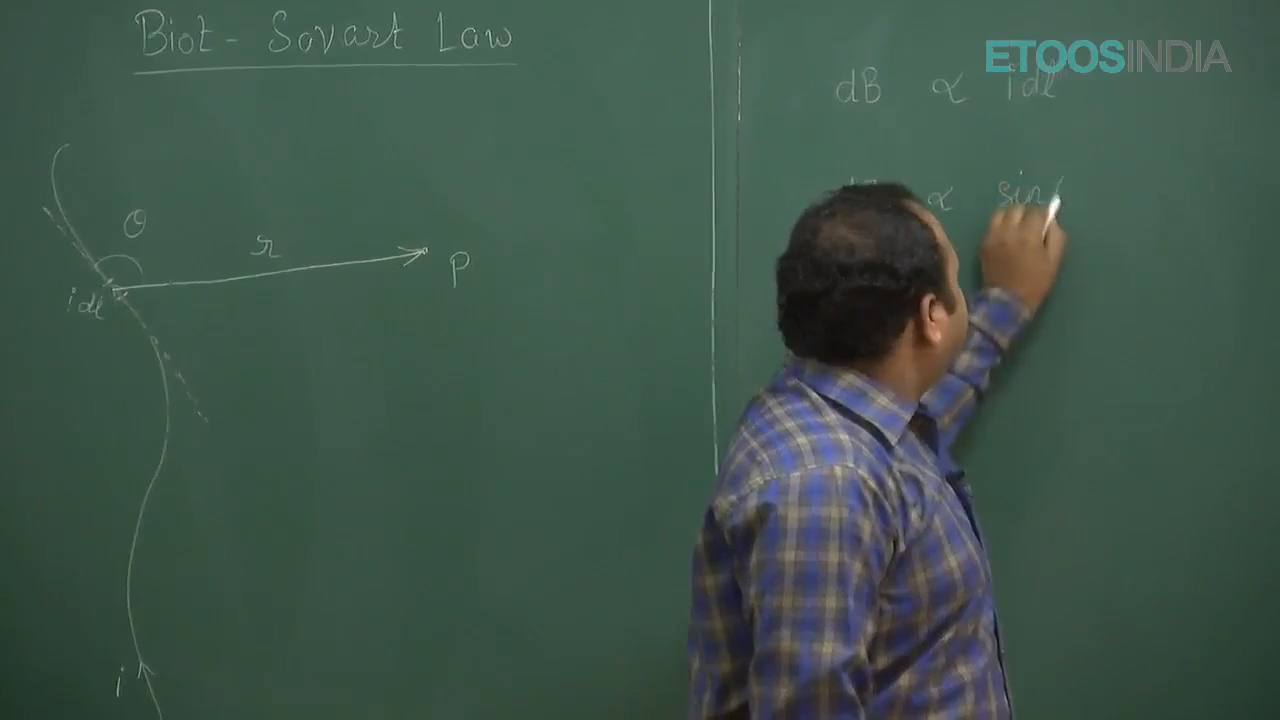 Biot - Savart Law
θ
r
P
idl
i
ETOOSINDIA
dB ∝ idl
∝ sin